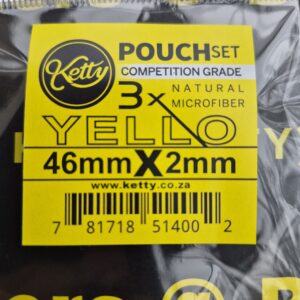 Ketty
POUCHSET
COMPETITION GRADE
3x NATURAL
MICROFIBER
YELLO
46mmX2mm
www.ketty.co.za
7 81718 51400 2